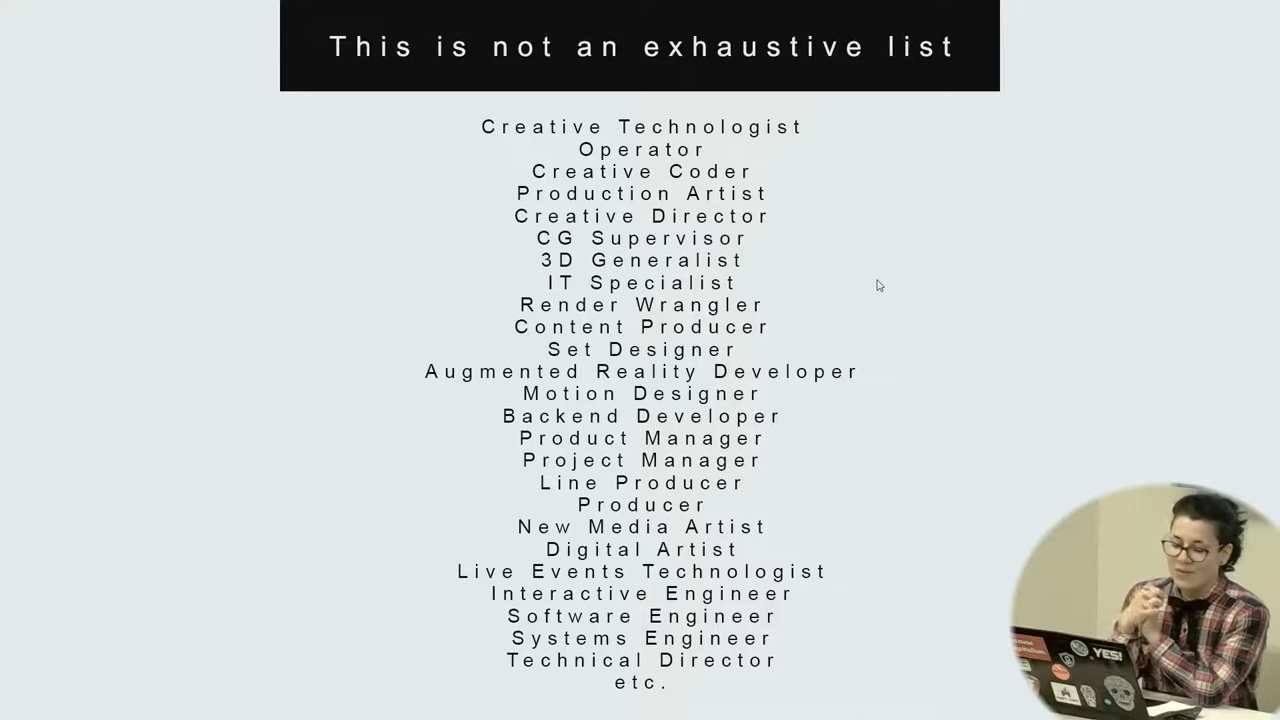 This is not an exhaustive list
Creative Technologist
Operator
Creative Coder
Production Artist
Creative Director
CG Supervisor
3D Generalist
IT Specialist
Render Wrangler
Content Producer
Set Designer
Augmented Reality Developer
Motion Designer
Backend Developer
Product Manager
Project Manager
Line Producer
Producer
New Media Artist
Digital Artist
Live Events Technologist
Interactive Engineer
Software Engineer
Systems Engineer
Technical Director
etc.
YES!